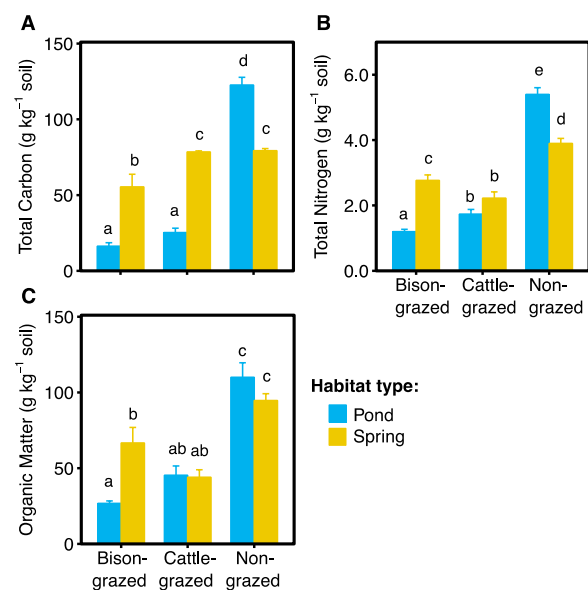 A
Total Carbon (g kg⁻¹ soil)
150
100
50
0
a
b
a
c
d
c
B
Total Nitrogen (g kg⁻¹ soil)
6.0
4.0
2.0
0.0
a
c
b
b
e
d
Bison-
grazed
Cattle-
grazed
Non-
grazed
C
Organic Matter (g kg⁻¹ soil)
150
100
50
0
a
b
ab
ab
c
c
Bison-
grazed
Cattle-
grazed
Non-
grazed
Habitat type:
Pond
Spring